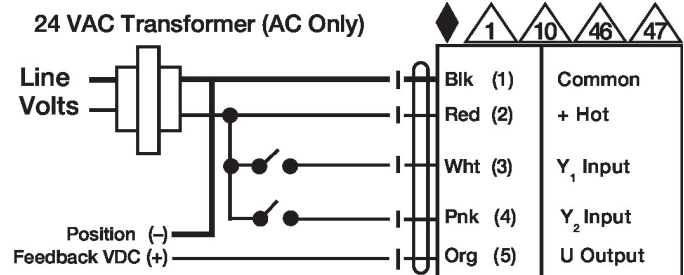 24 VAC Transformer (AC Only)
1 10 46 47
Line
Volts
Blk (1) Common
Red (2) + Hot
Wht (3) Y1 Input
Pnk (4) Y2 Input
Position (–)
Feedback VDC (+)
Org (5) U Output